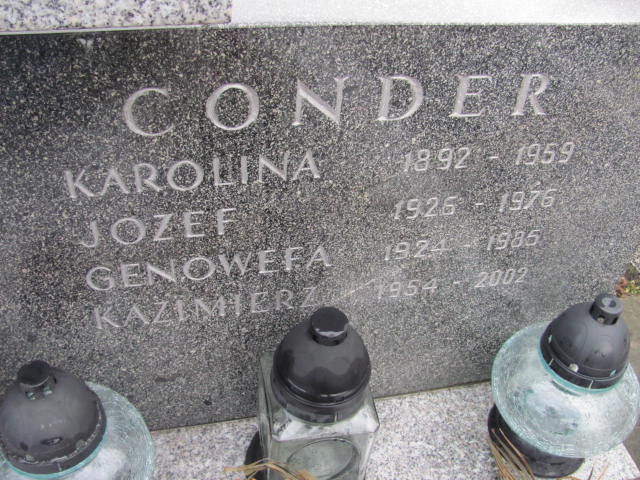 CONDER
KAROLINA 1892 - 1959
JOZEF 1926 - 1976
GENOWEFA 1924 - 1985
KAZIMIERZ 1954 - 2002